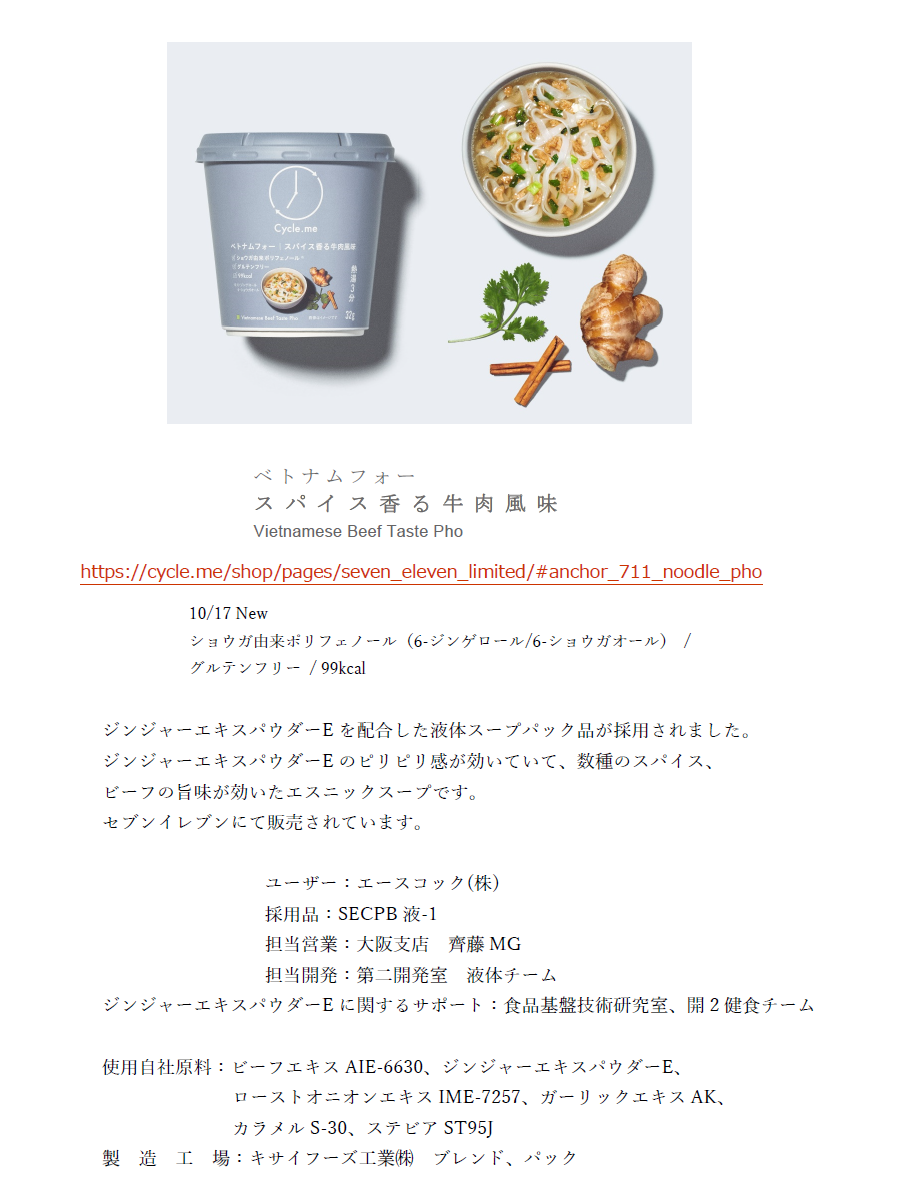 Cycle.me
ベトナムフォー | スパイス香る牛肉風味
ショウガ由来ポリフェノール
グルテンフリー
99kcal
熱湯3分
32g
Vietnamese Beef Taste Pho
ベトナムフォー
スパイス香る牛肉風味
Vietnamese Beef Taste Pho
https://cycle.me/shop/pages/seven_eleven_limited/#anchor_711_noodle_pho
10/17 New
ショウガ由来ポリフェノール（6-ジンゲロール/6-ショウガオール） /
グルテンフリー / 99kcal
ジンジャーエキスパウダーE を配合した液体スープパック品が採用されました。
ジンジャーエキスパウダーE のピリピリ感が効いていて、数種のスパイス、
ビーフの旨味が効いたエスニックスープです。
セブンイレブンにて販売されています。
ユーザー：エースコック(株)
採用品：SECPB 液-1
担当営業：大阪支店　齊藤 MG
担当開発：第二開発室　液体チーム
ジンジャーエキスパウダーE に関するサポート：食品基盤技術研究室、開２健食チーム
使用自社原料：ビーフエキス AIE-6630、ジンジャーエキスパウダーE、
ローストオニオンエキス IME-7257、ガーリックエキス AK、
カラメル S-30、ステビア ST95J
製　造　工　場：キサイフーズ工業㈱　ブレンド、パック